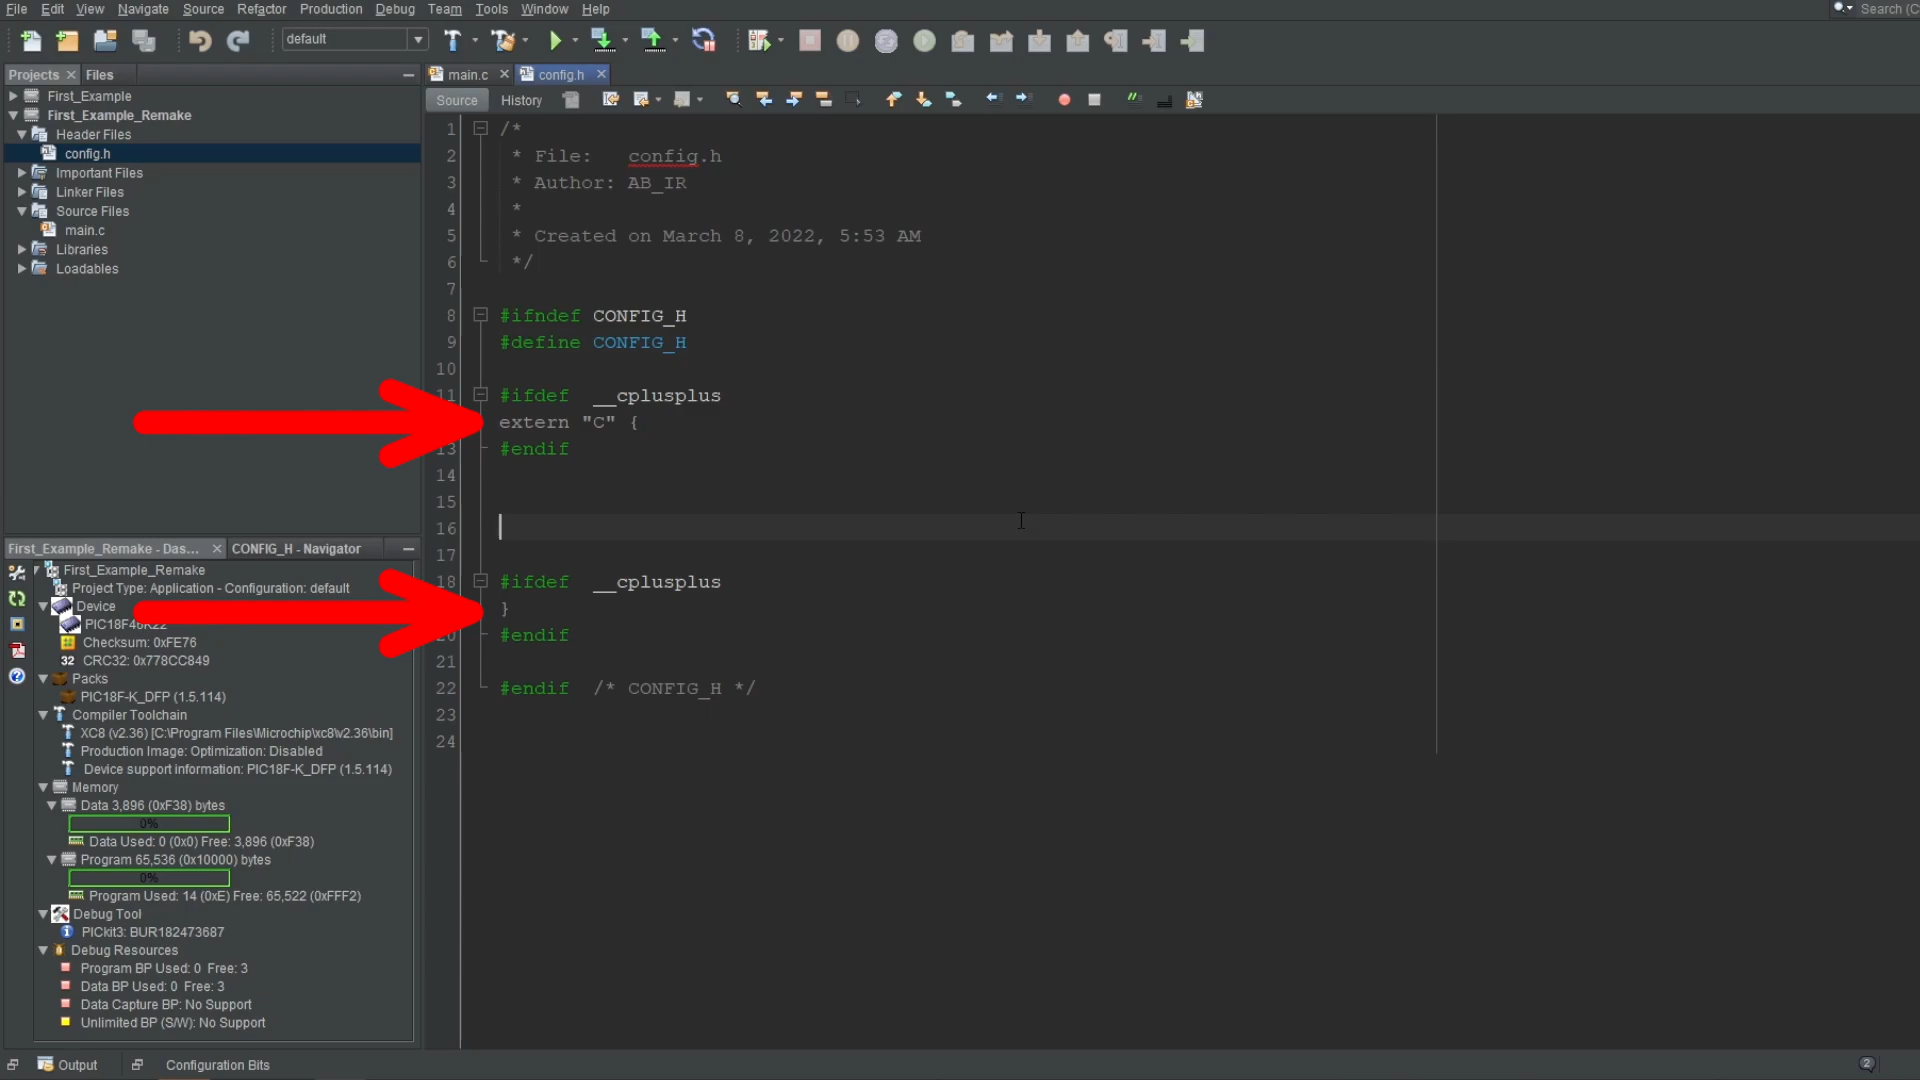 File Edit View Navigate Source Refactor Production Debug Team Tools Window Help
Search (C
default
Projects Files
main.c config.h
Source History
First_Example
First_Example_Remake
Header Files
config.h
Important Files
Linker Files
Source Files
main.c
Libraries
Loadables
1 /*
2 * File: config.h
3 * Author: AB_IR
4 *
5 * Created on March 8, 2022, 5:53 AM
6 */
7
8 #ifndef CONFIG_H
9 #define CONFIG_H
10
11 #ifdef __cplusplus
extern "C" {
13 #endif
14
15
16
17
18 #ifdef __cplusplus
}
20 #endif
21
22 #endif /* CONFIG_H */
23
24
First_Example_Remake - Das... CONFIG_H - Navigator
First_Example_Remake
Project Type: Application - Configuration: default
Device
PIC18F46K22
Checksum: 0xFE76
32 CRC32: 0x778CC849
Packs
PIC18F-K_DFP (1.5.114)
Compiler Toolchain
XC8 (v2.36) [C:\Program Files\Microchip\xc8\v2.36\bin]
Production Image: Optimization: Disabled
Device support information: PIC18F-K_DFP (1.5.114)
Memory
Data 3,896 (0xF38) bytes
0%
Data Used: 0 (0x0) Free: 3,896 (0xF38)
Program 65,536 (0x10000) bytes
0%
Program Used: 14 (0xE) Free: 65,522 (0xFFF2)
Debug Tool
PICkit3: BUR182473687
Debug Resources
Program BP Used: 0 Free: 3
Data BP Used: 0 Free: 3
Data Capture BP: No Support
Unlimited BP (S/W): No Support
Output Configuration Bits
2